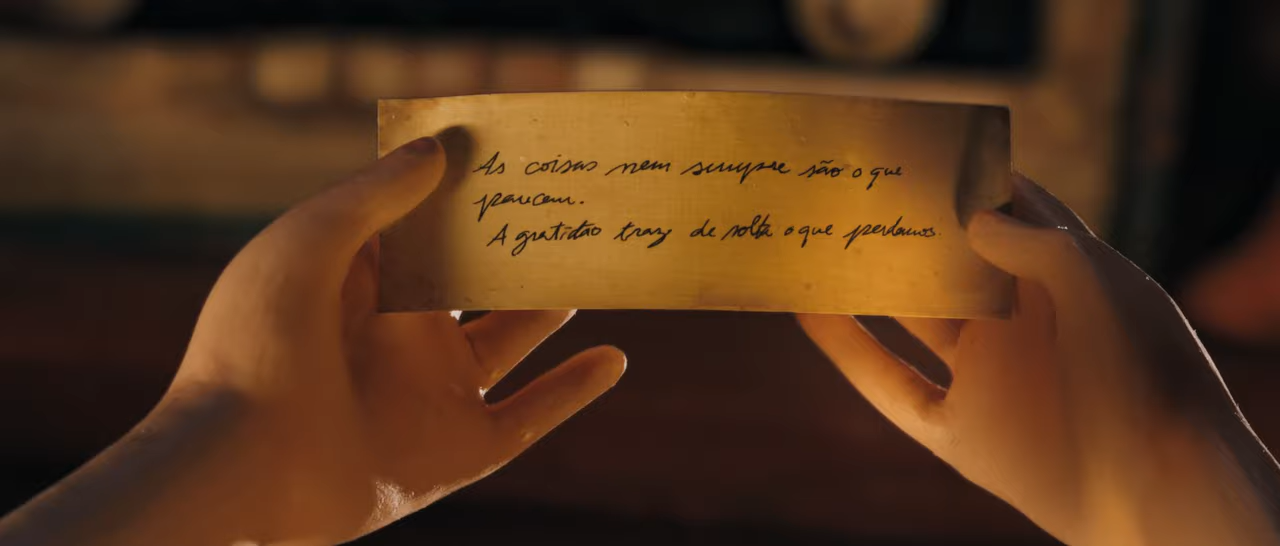 As coisas nem sempre são o que
parecem.
A gratidão traz de volta o que perdemos.